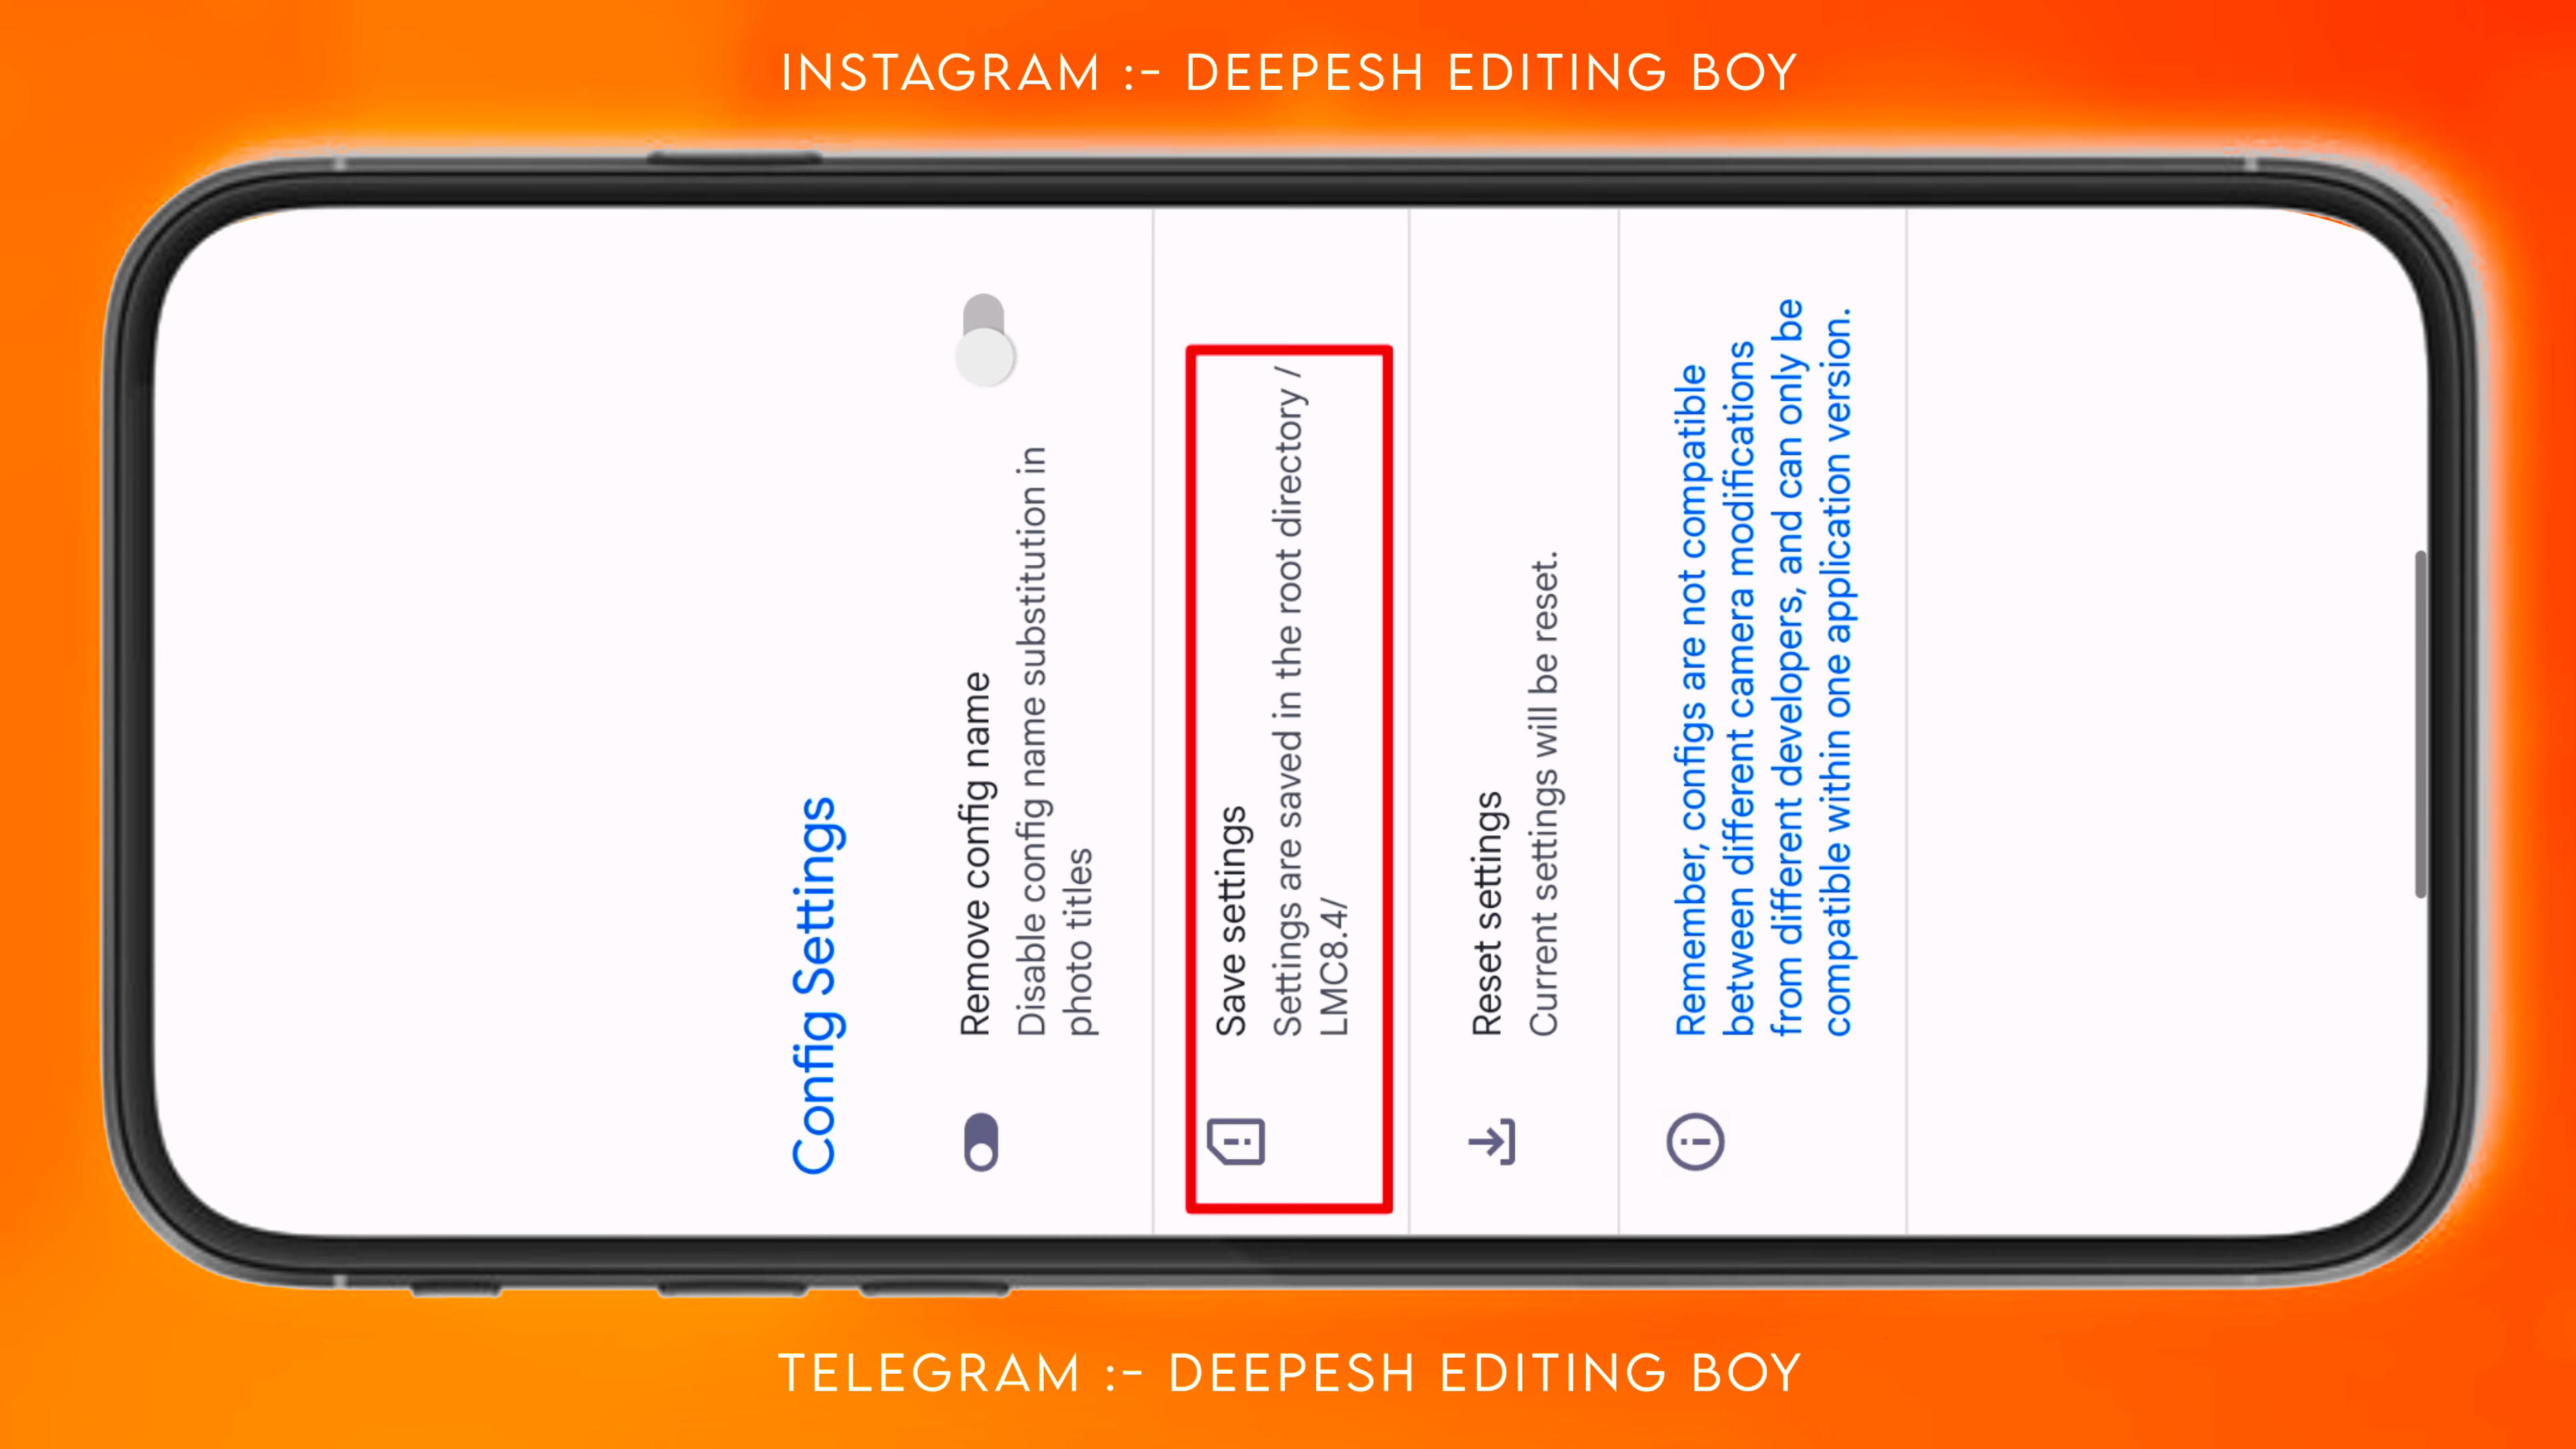 INSTAGRAM :- DEEPESH EDITING BOY
Config Settings
Remove config name
Disable config name substitution in
photo titles
Save settings
Settings are saved in the root directory /
LMC8.4/
Reset settings
Current settings will be reset.
Remember, configs are not compatible
between different camera modifications
from different developers, and can only be
compatible within one application version.
TELEGRAM :- DEEPESH EDITING BOY